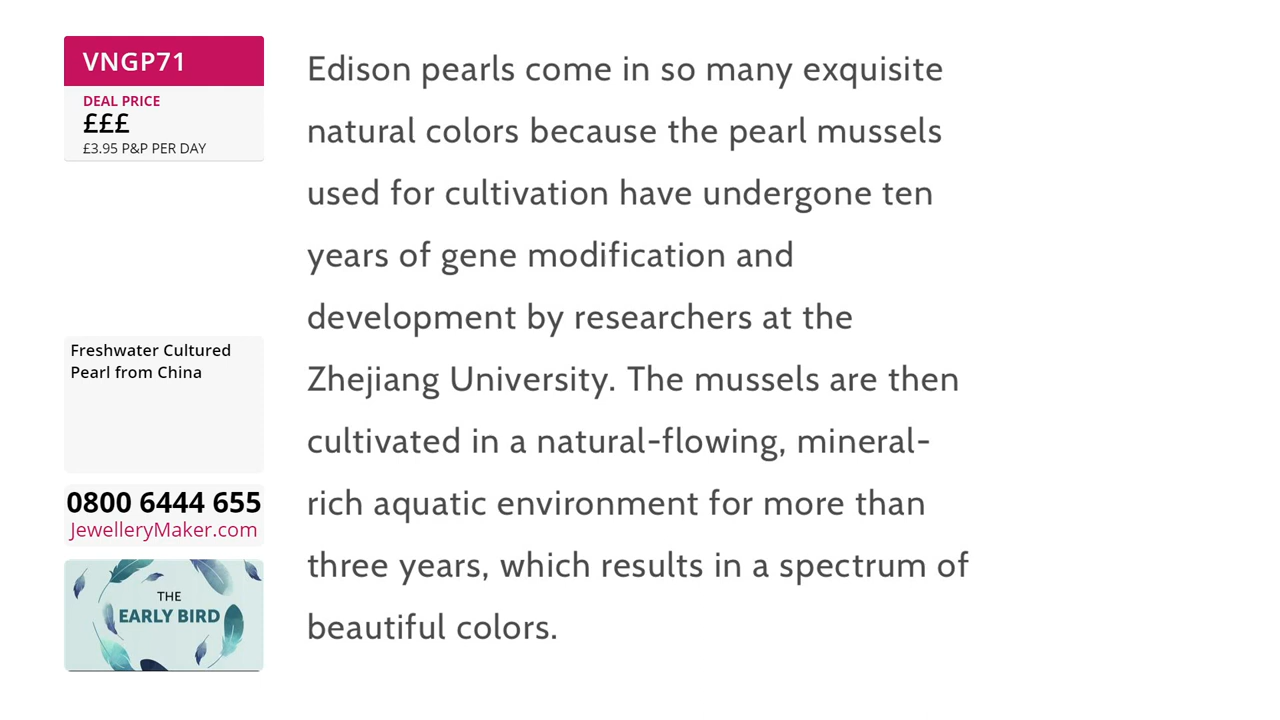 VNGP71
DEAL PRICE
£££
£3.95 P&P PER DAY
Freshwater Cultured
Pearl from China
0800 6444 655
JewelleryMaker.com
THE
EARLY BIRD
Edison pearls come in so many exquisite
natural colors because the pearl mussels
used for cultivation have undergone ten
years of gene modification and
development by researchers at the
Zhejiang University. The mussels are then
cultivated in a natural-flowing, mineral-
rich aquatic environment for more than
three years, which results in a spectrum of
beautiful colors.